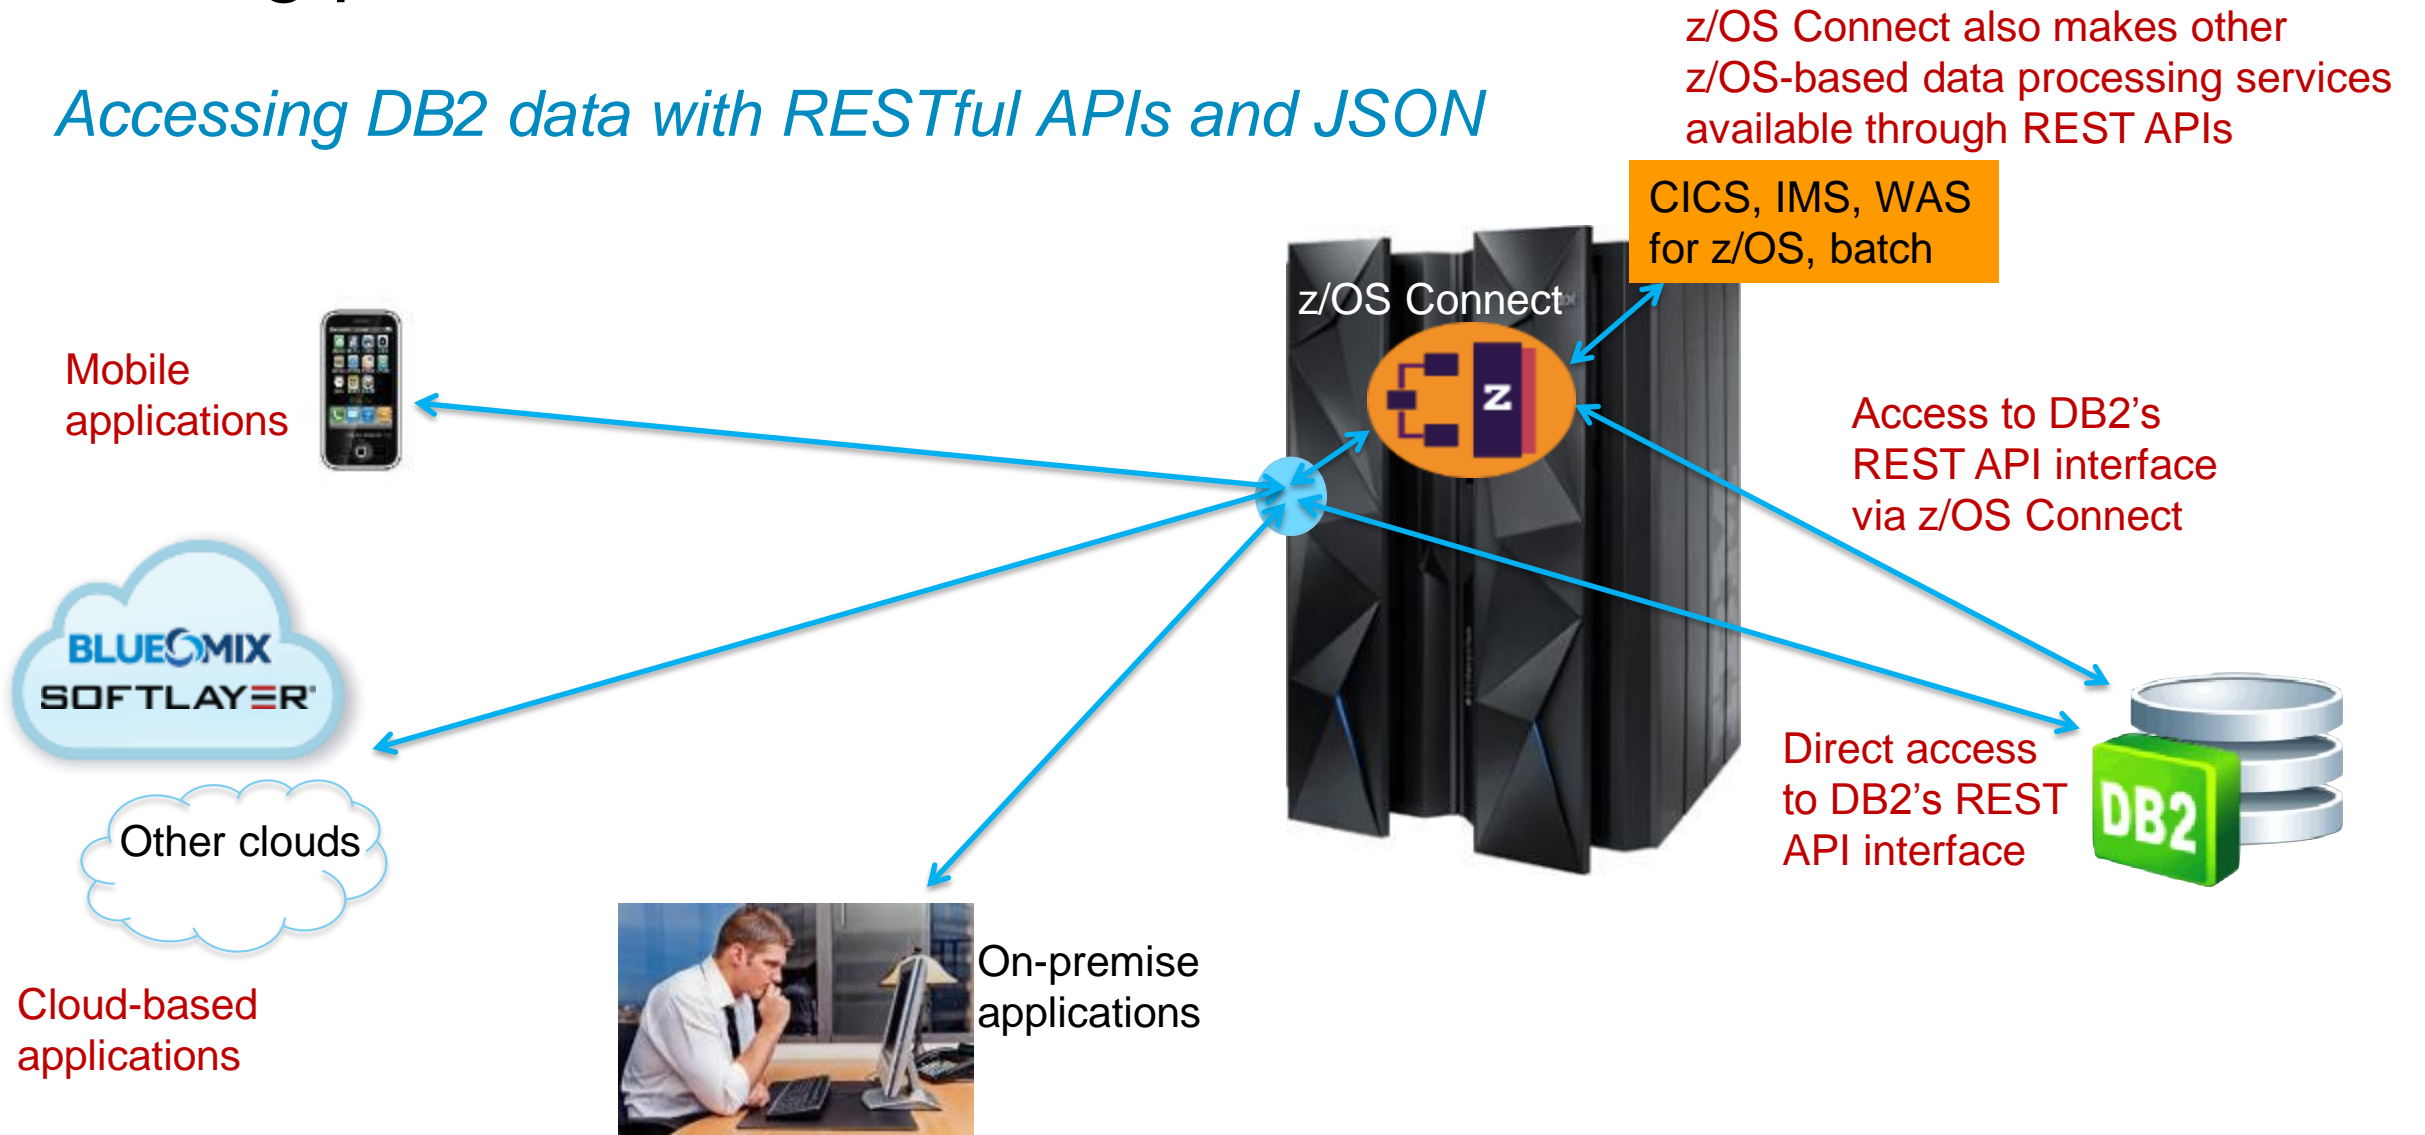 Accessing DB2 data with RESTful APIs and JSON
z/OS Connect also makes other
z/OS-based data processing services
available through REST APIs
CICS, IMS, WAS
for z/OS, batch
z/OS Connect
Z
Mobile
applications
Access to DB2’s
REST API interface
via z/OS Connect
BLUEMIX
SOFTLAYER®
Other clouds
Cloud-based
applications
On-premise
applications
Direct access
to DB2’s REST
API interface
DB2